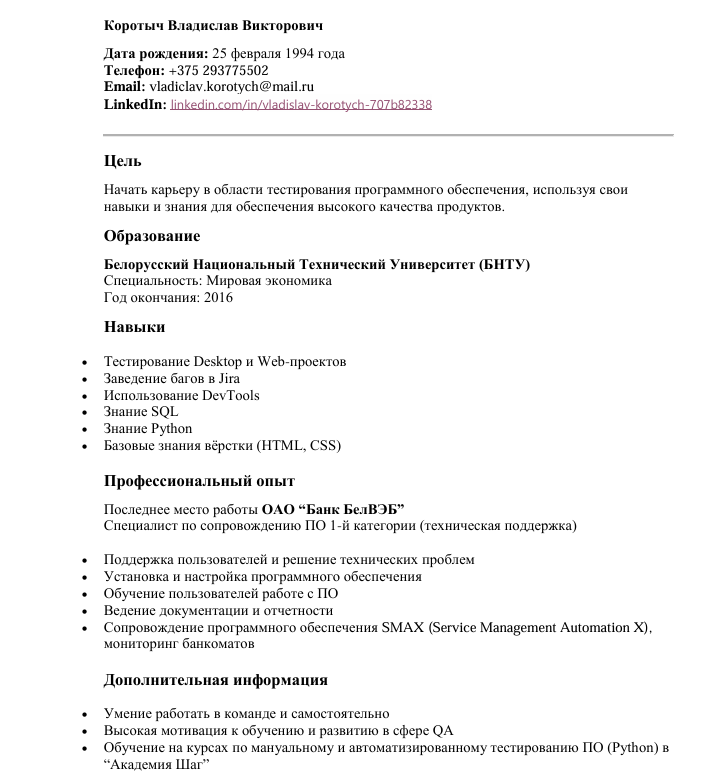 Коротыч Владислав Викторович
Дата рождения: 25 февраля 1994 года
Телефон: +375 293775502
Email: vladiclav.korotych@mail.ru
LinkedIn: linkedin.com/in/vladislav-korotych-707b82338
Цель
Начать карьеру в области тестирования программного обеспечения, используя свои
навыки и знания для обеспечения высокого качества продуктов.
Образование
Белорусский Национальный Технический Университет (БНТУ)
Специальность: Мировая экономика
Год окончания: 2016
Навыки
• Тестирование Desktop и Web-проектов
• Заведение багов в Jira
• Использование DevTools
• Знание SQL
• Знание Python
• Базовые знания вёрстки (HTML, CSS)
Профессиональный опыт
Последнее место работы ОАО “Банк БелВЭБ”
Специалист по сопровождению ПО 1-й категории (техническая поддержка)
• Поддержка пользователей и решение технических проблем
• Установка и настройка программного обеспечения
• Обучение пользователей работе с ПО
• Ведение документации и отчетности
• Сопровождение программного обеспечения SMAX (Service Management Automation X),
мониторинг банкоматов
Дополнительная информация
• Умение работать в команде и самостоятельно
• Высокая мотивация к обучению и развитию в сфере QA
• Обучение на курсах по мануальному и автоматизированному тестированию ПО (Python) в
“Академия Шаг”